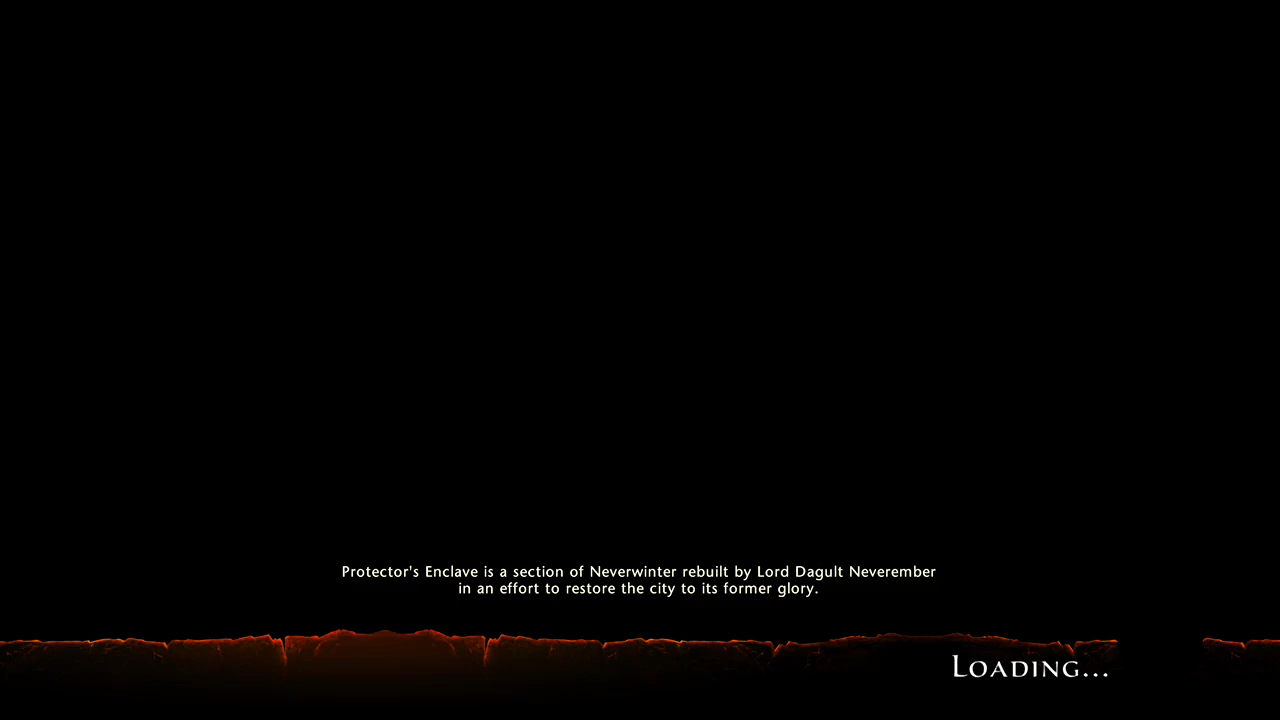 Protector's Enclave is a section of Neverwinter rebuilt by Lord Dagult Neverember
in an effort to restore the city to its former glory.
Loading...